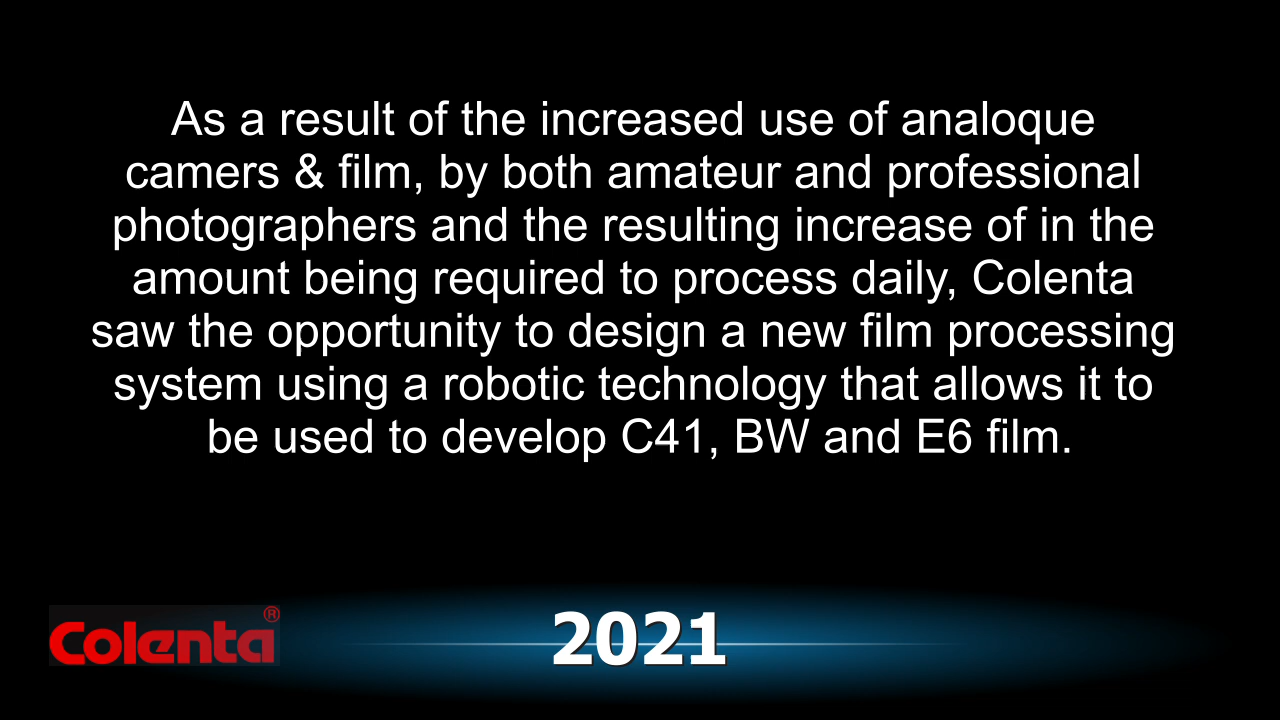 As a result of the increased use of analoque
camers & film, by both amateur and professional
photographers and the resulting increase of in the
amount being required to process daily, Colenta
saw the opportunity to design a new film processing
system using a robotic technology that allows it to
be used to develop C41, BW and E6 film.
Colenta®
2021